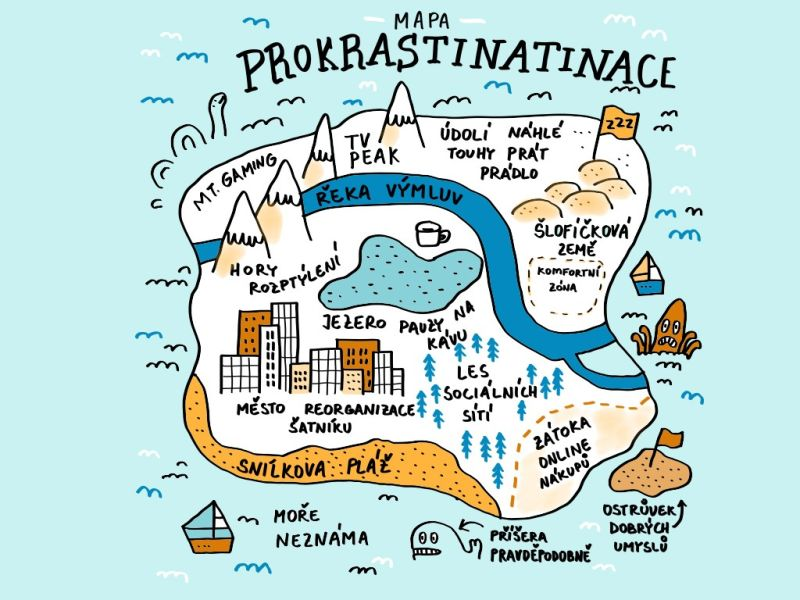 MAPA
PROKRASTINATINACE
MT. GAMING
TV
PEAK
ÚDOLÍ NÁHLÉ
TOUHY PRÁT
PRÁDLO
ZZZ
ŘEKA VÝMLUV
ŠLOFÍČKOVÁ
ZEMĚ
KOMFORTNÍ
ZÓNA
HORY
ROZPTÝLENÍ
JEZERO PAUZY NA
KÁVU
LES
SOCIÁLNÍCH
SÍTÍ
MĚSTO REORGANIZACE
ŠATNÍKU
ZÁTOKA
ONLINE
NÁKUPŮ
SNÍLKOVA PLÁŽ
OSTRŮVEK
DOBRÝCH
UMYSLŮ
MOŘE
NEZNÁMA
PŘÍŠERA
PRAVDĚPODOBNĚ